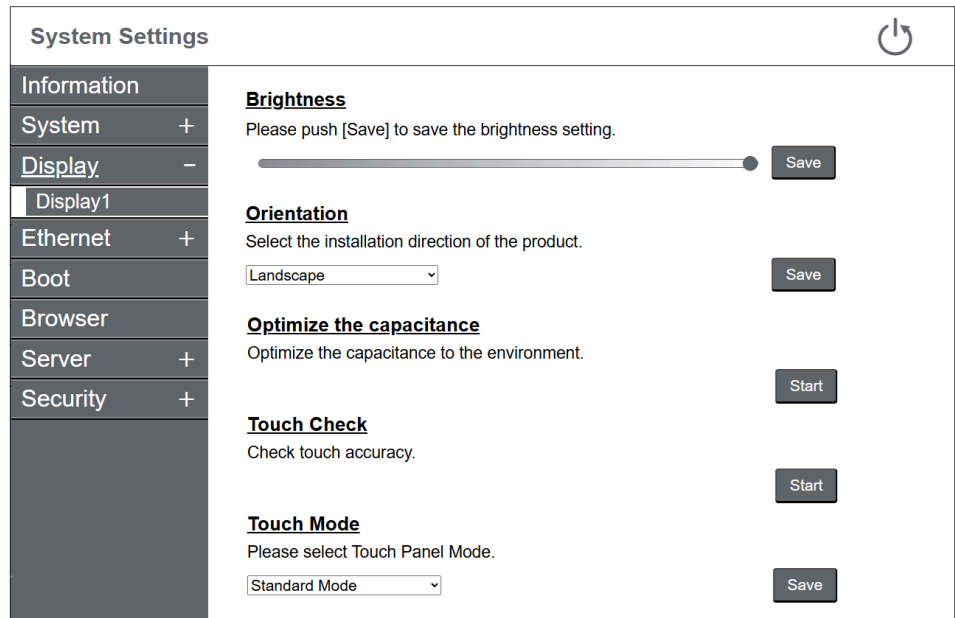 System Settings
Information
System +
Display -
Display1
Ethernet +
Boot
Browser
Server +
Security +
Brightness
Please push [Save] to save the brightness setting.
Save
Orientation
Select the installation direction of the product.
Landscape
Save
Optimize the capacitance
Optimize the capacitance to the environment.
Start
Touch Check
Check touch accuracy.
Start
Touch Mode
Please select Touch Panel Mode.
Standard Mode
Save